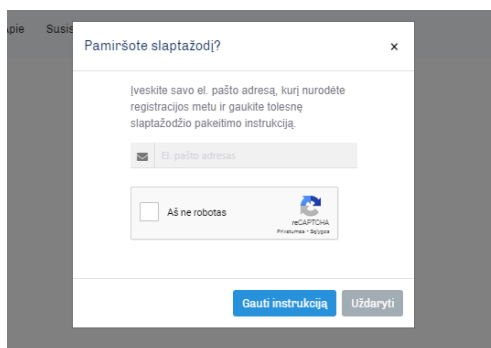 Apie Susis
Pamiršote slaptažodį?
×
Įveskite savo el. pašto adresą, kurį nurodėte
registracijos metu ir gaukite tolesnę
slaptažodžio pakeitimo instrukciją.
El. pašto adresas
Aš ne robotas
reCAPTCHA
Privatumas • Sąlygos
Gauti instrukciją
Uždaryti